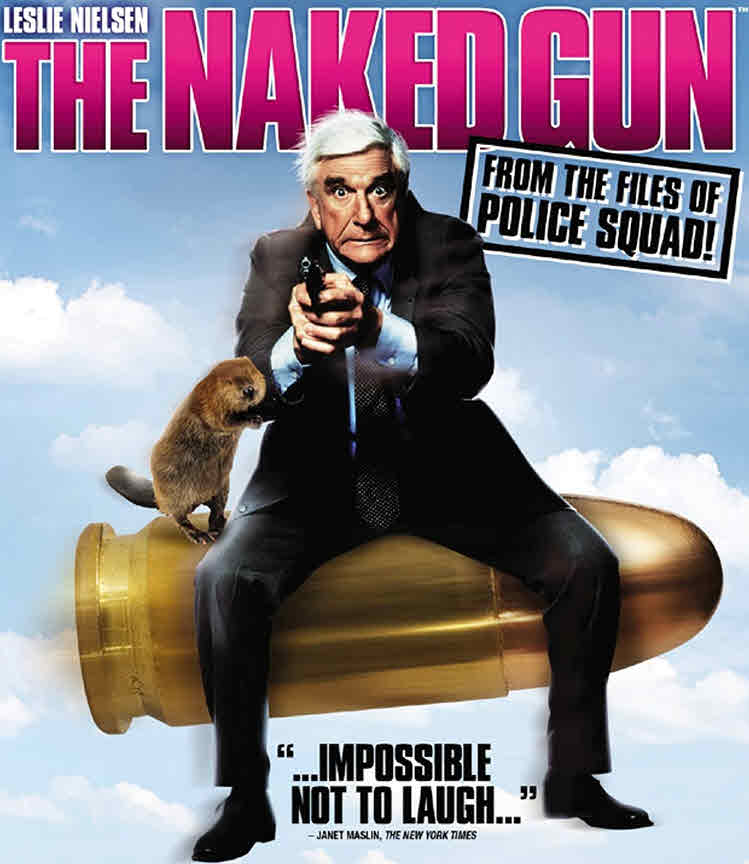 LESLIE NIELSEN
THE NAKED GUN™
FROM THE FILES OF
POLICE SQUAD!
“...IMPOSSIBLE
NOT TO LAUGH...”
– JANET MASLIN, THE NEW YORK TIMES